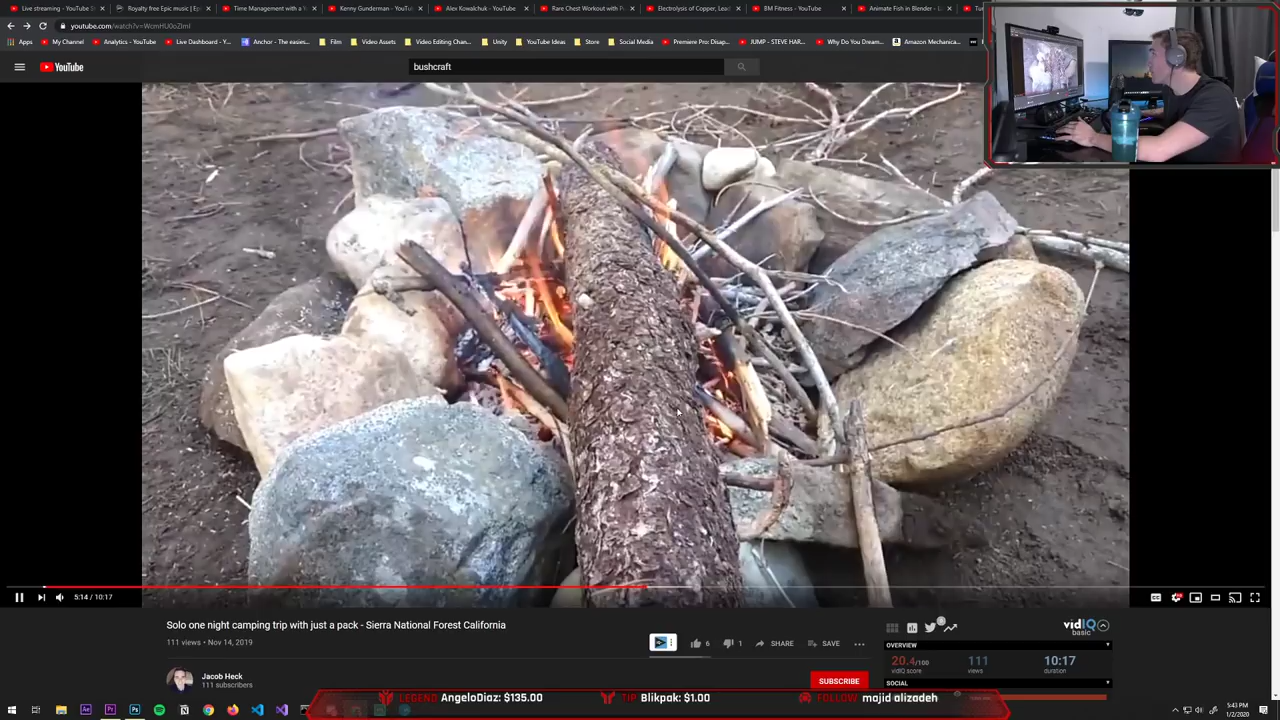 Live streaming - YouTube St
Royalty free Epic music | Epi
Time Management with a Y
Kenny Gunderman - YouTu
Alex Kowalchuk - YouTube
Rare Chest Workout with Pu
Electrolysis of Copper, Lead
BM Fitness - YouTube
Animate Fish in Blender - L
youtube.com/watch?v=WcmHU0oZImI
Apps
My Channel
Analytics - YouTube
Live Dashboard - Y...
Anchor - The easies...
Film
Video Assets
Video Editing Chan...
Unity
YouTube Ideas
Store
Social Media
Premiere Pro: Disap...
JUMP - STEVE HAR...
Why Do You Dream...
Amazon Mechanica...
YouTube
bushcraft
5:14 / 10:17
Solo one night camping trip with just a pack - Sierra National Forest California
111 views • Nov 14, 2019
6
1
SHARE
SAVE
Jacob Heck
111 subscribers
SUBSCRIBE
vidIQ
basic
OVERVIEW
20.4/100
vidIQ score
111
views
10:17
duration
SOCIAL
LEGEND AngeloDiaz: $135.00
TIP Blikpak: $1.00
FOLLOW majid alizadeh
5:43 PM
1/2/2020